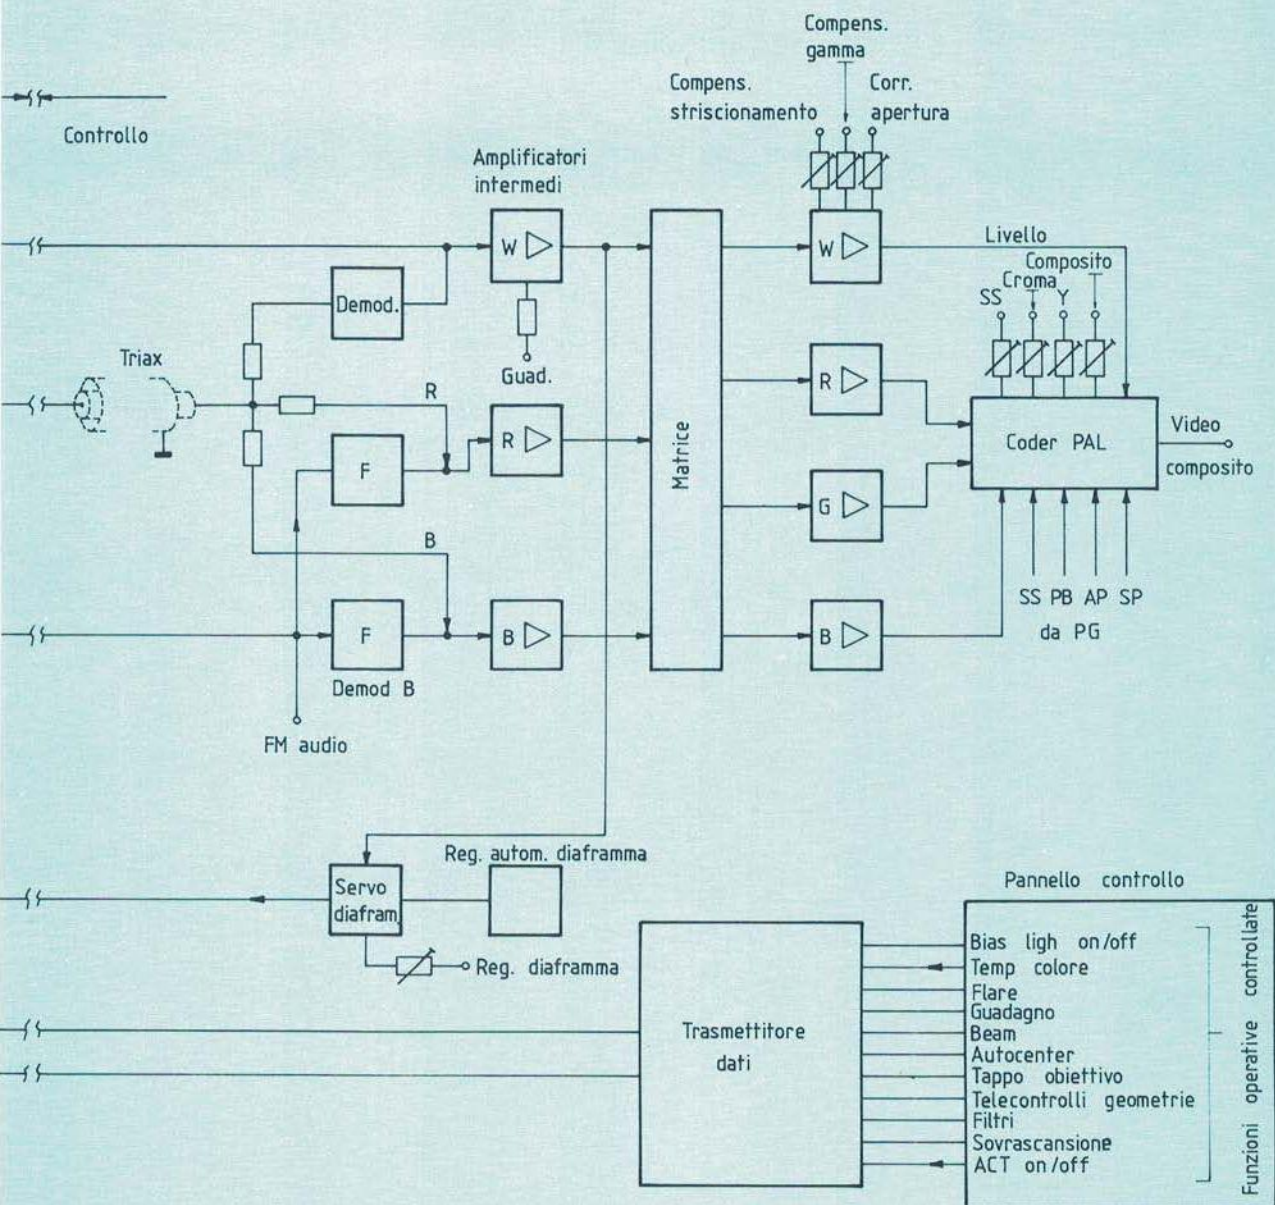 Compens.
gamma
Compens.
striscionamento
Corr.
apertura
Controllo
Amplificatori
intermedi
W
W
Livello
Composito
Croma
SS
Y
Demod.
Triax
Guad.
R
R
R
Matrice
Coder PAL
Video
composito
F
G
B
SS PB AP SP
da PG
F
B
B
Demod B
FM audio
Reg. autom. diaframma
Servo
diafram.
Reg. diaframma
Pannello controllo
Trasmettitore
dati
Bias ligh on/off
Temp colore
Flare
Guadagno
Beam
Autocenter
Tappo obiettivo
Telecontrolli geometrie
Filtri
Sovrascansione
ACT on/off
Funzioni operative controllate